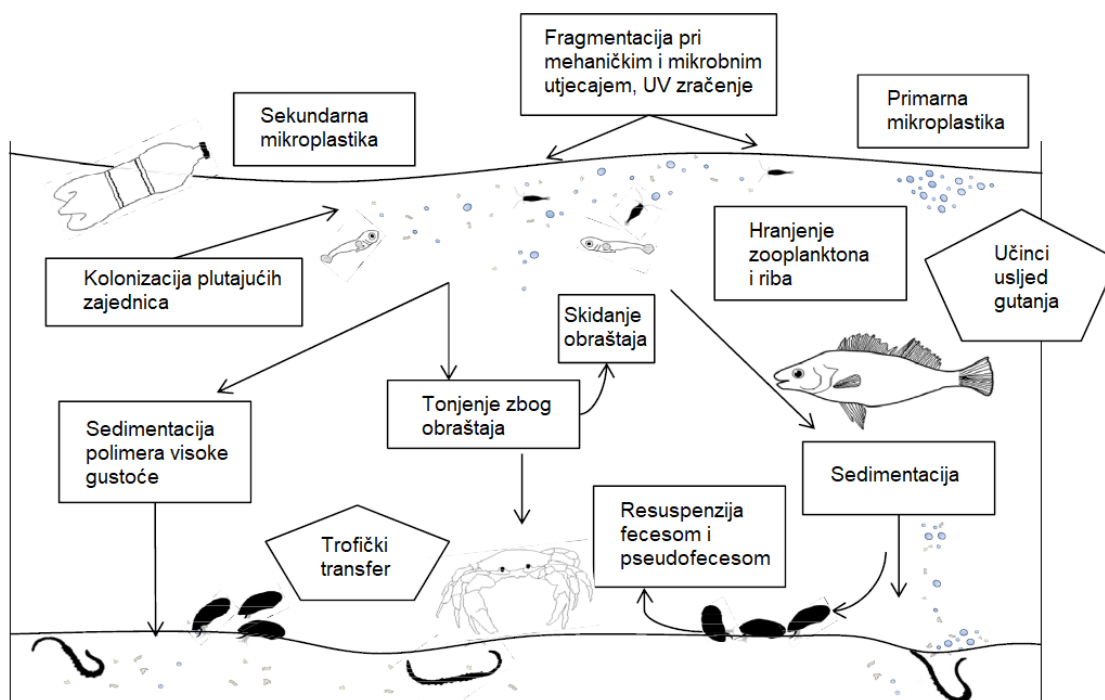 Fragmentacija pri
mehaničkim i mikrobnim
utjecajem, UV zračenje
Sekundarna
mikroplastika
Primarna
mikroplastika
Kolonizacija plutajućih
zajednica
Hranjenje
zooplanktona
i riba
Učinci
usljed
gutanja
Skidanje
obraštaja
Tonjenje zbog
obraštaja
Sedimentacija
polimera visoke
gustoće
Sedimentacija
Trofički
transfer
Resuspenzija
fecesom i
pseudofecesom